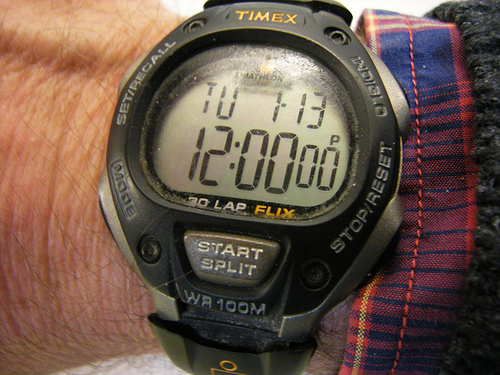 TIMEX
SET/RECALL
INDIGLO
TRIATHLON
TU 1-13
P
12:00 00
MODE
STOP/RESET
30 LAP FLIX
START
SPLIT
WR 100M